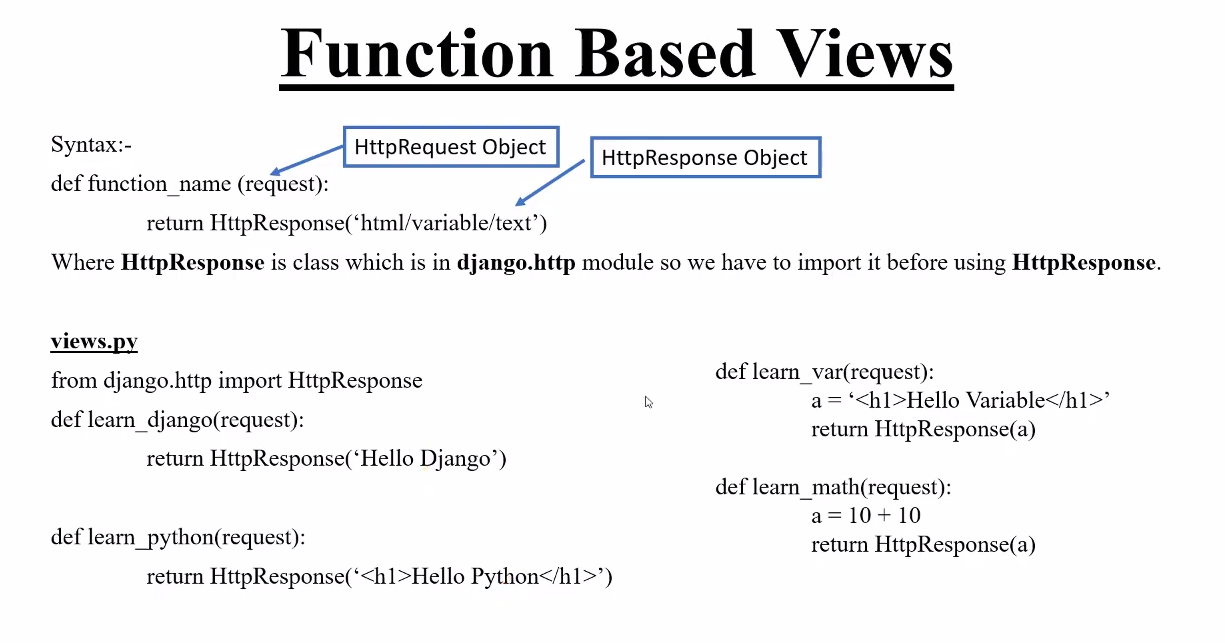 Function Based Views
Syntax:-
HttpRequest Object
HttpResponse Object
def function_name (request):
return HttpResponse(‘html/variable/text’)
Where HttpResponse is class which is in django.http module so we have to import it before using HttpResponse.
views.py
from django.http import HttpResponse
def learn_django(request):
return HttpResponse(‘Hello Django’)
def learn_python(request):
return HttpResponse(‘<h1>Hello Python</h1>’)
def learn_var(request):
a = ‘<h1>Hello Variable</h1>’
return HttpResponse(a)
def learn_math(request):
a = 10 + 10
return HttpResponse(a)